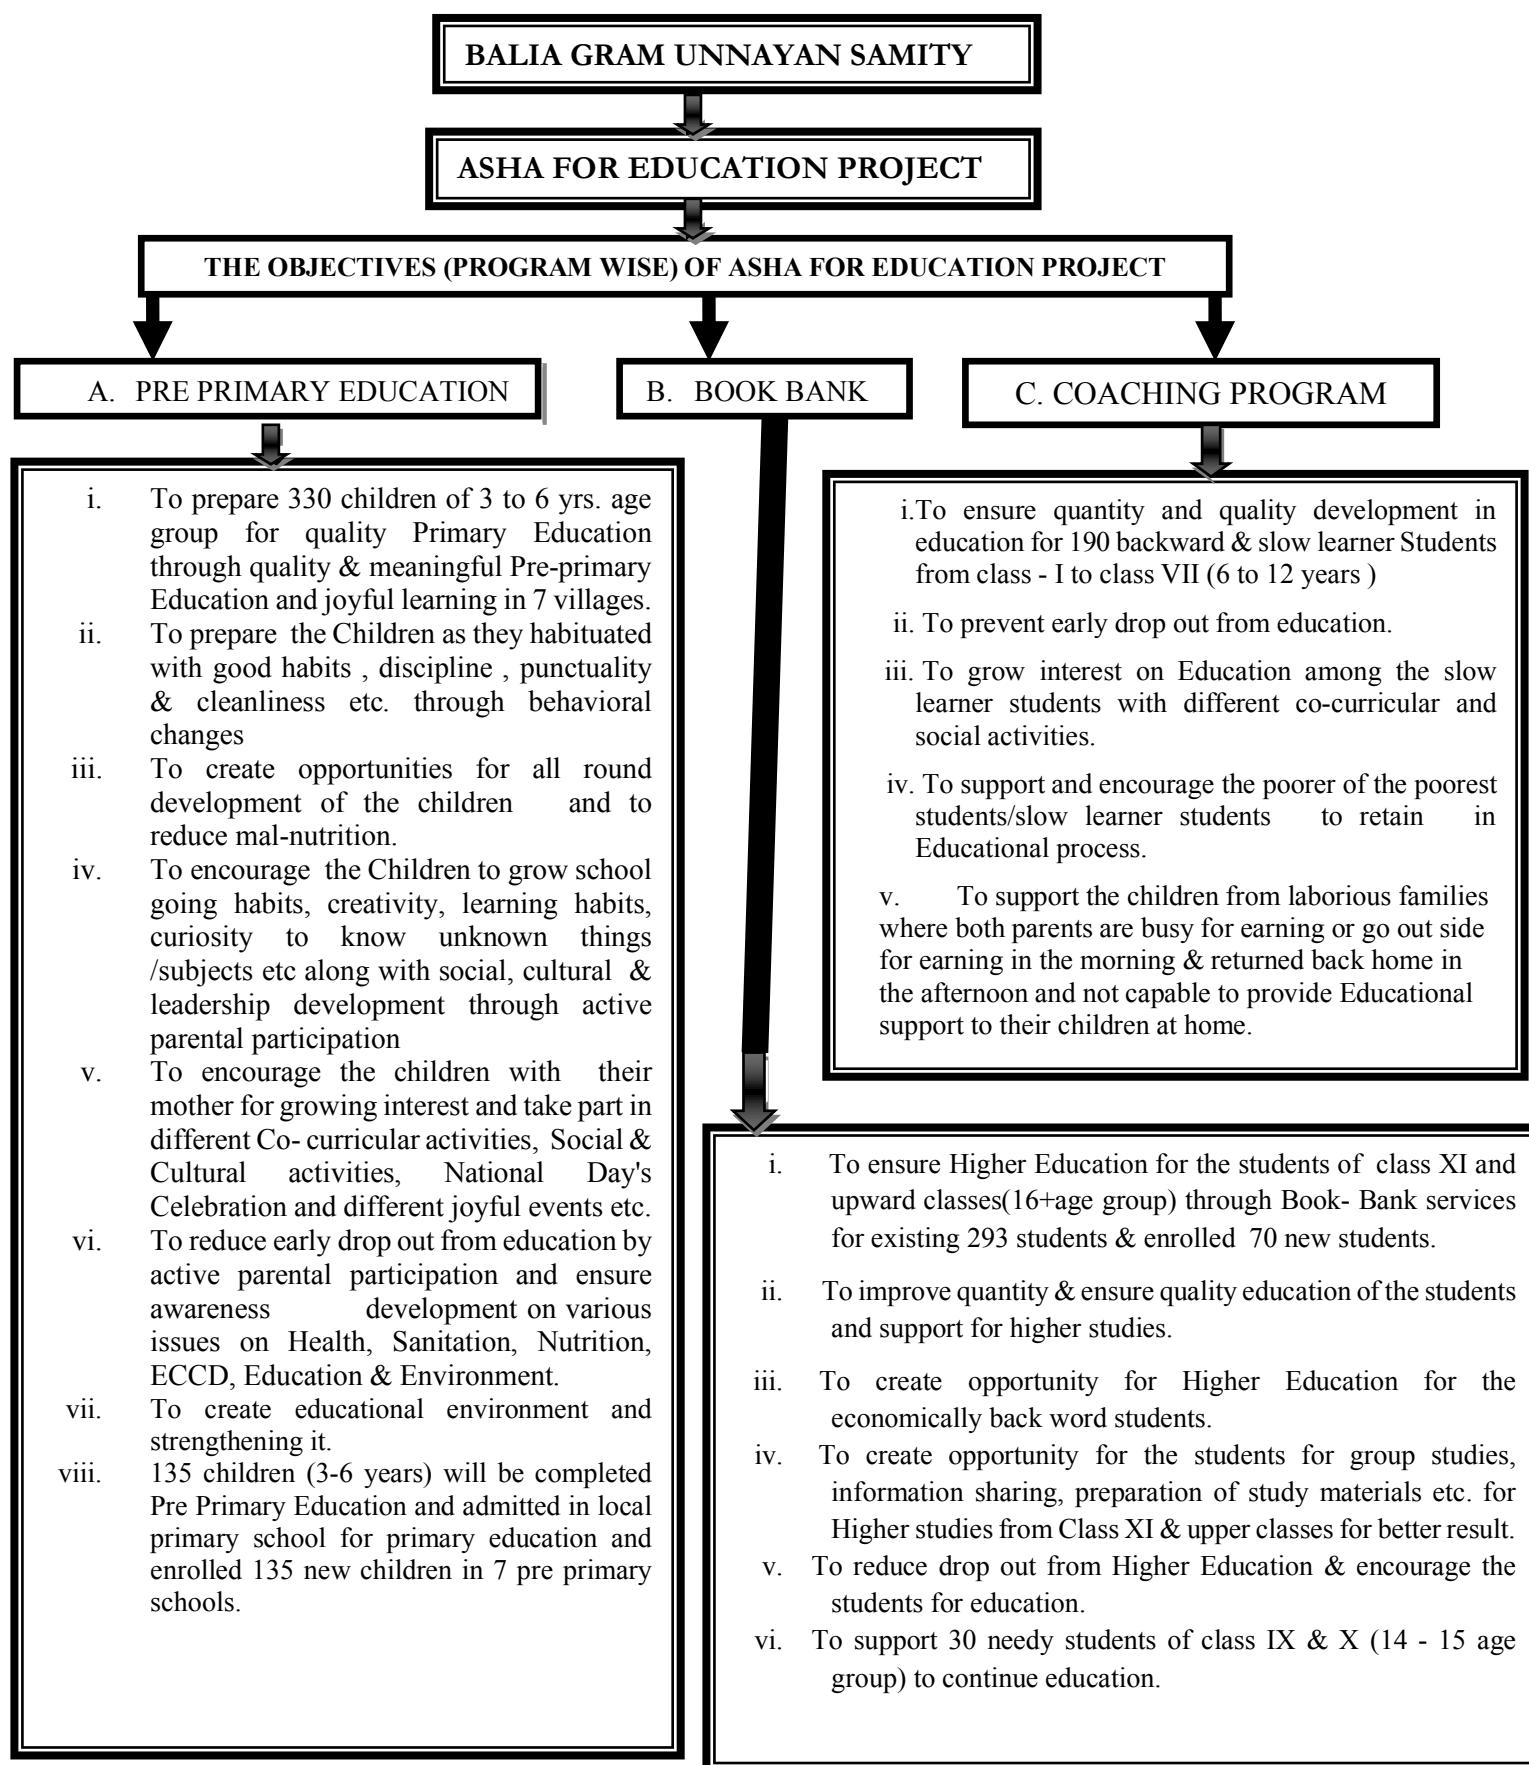 BALIA GRAM UNNAYAN SAMITY
ASHA FOR EDUCATION PROJECT
THE OBJECTIVES (PROGRAM WISE) OF ASHA FOR EDUCATION PROJECT
A. PRE PRIMARY EDUCATION
B. BOOK BANK
C. COACHING PROGRAM
i. To prepare 330 children of 3 to 6 yrs. age
group for quality Primary Education
through quality & meaningful Pre-primary
Education and joyful learning in 7 villages.
ii. To prepare the Children as they habituated
with good habits , discipline , punctuality
& cleanliness etc. through behavioral
changes
iii. To create opportunities for all round
development of the children and to
reduce mal-nutrition.
iv. To encourage the Children to grow school
going habits, creativity, learning habits,
curiosity to know unknown things
/subjects etc along with social, cultural &
leadership development through active
parental participation
v. To encourage the children with their
mother for growing interest and take part in
different Co- curricular activities, Social &
Cultural activities, National Day's
Celebration and different joyful events etc.
vi. To reduce early drop out from education by
active parental participation and ensure
awareness development on various
issues on Health, Sanitation, Nutrition,
ECCD, Education & Environment.
vii. To create educational environment and
strengthening it.
viii. 135 children (3-6 years) will be completed
Pre Primary Education and admitted in local
primary school for primary education and
enrolled 135 new children in 7 pre primary
schools.
i.To ensure quantity and quality development in
education for 190 backward & slow learner Students
from class - I to class VII (6 to 12 years )
ii. To prevent early drop out from education.
iii. To grow interest on Education among the slow
learner students with different co-curricular and
social activities.
iv. To support and encourage the poorer of the poorest
students/slow learner students to retain in
Educational process.
v. To support the children from laborious families
where both parents are busy for earning or go out side
for earning in the morning & returned back home in
the afternoon and not capable to provide Educational
support to their children at home.
i. To ensure Higher Education for the students of class XI and
upward classes(16+age group) through Book- Bank services
for existing 293 students & enrolled 70 new students.
ii. To improve quantity & ensure quality education of the students
and support for higher studies.
iii. To create opportunity for Higher Education for the
economically back word students.
iv. To create opportunity for the students for group studies,
information sharing, preparation of study materials etc. for
Higher studies from Class XI & upper classes for better result.
v. To reduce drop out from Higher Education & encourage the
students for education.
vi. To support 30 needy students of class IX & X (14 - 15 age
group) to continue education.